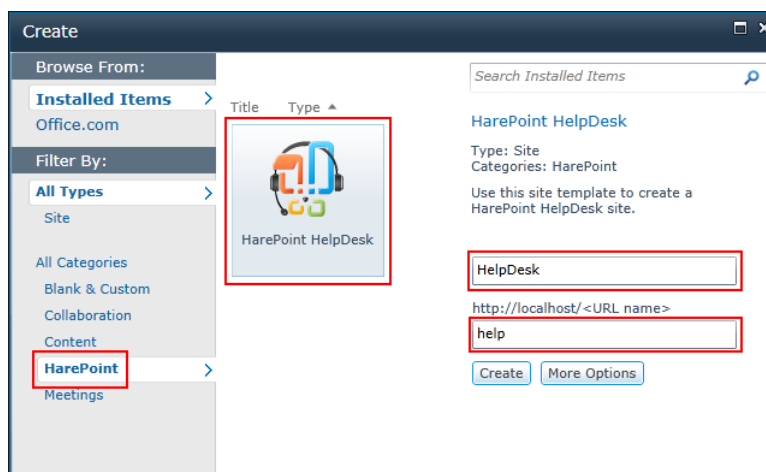 Create
Browse From:
Installed Items
Office.com
Filter By:
All Types
Site
All Categories
Blank & Custom
Collaboration
Content
HarePoint
Meetings
Title Type
HarePoint HelpDesk
Search Installed Items
HarePoint HelpDesk
Type: Site
Categories: HarePoint
Use this site template to create a
HarePoint HelpDesk site.
HelpDesk
http://localhost/<URL name>
help
Create More Options